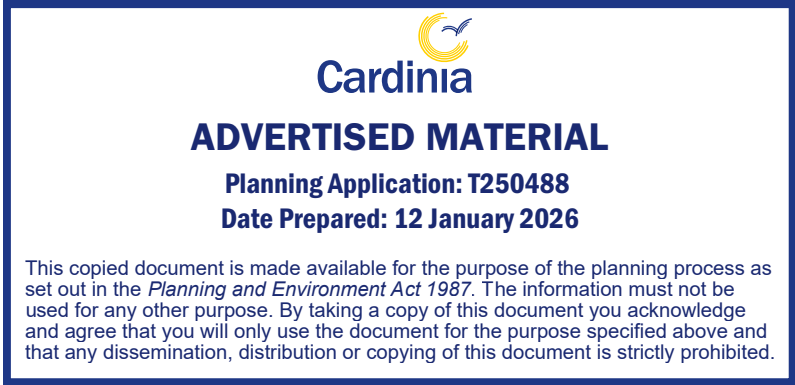 Cardinia
ADVERTISED MATERIAL
Planning Application: T250488
Date Prepared: 12 January 2026
This copied document is made available for the purpose of the planning process as
set out in the Planning and Environment Act 1987. The information must not be
used for any other purpose. By taking a copy of this document you acknowledge
and agree that you will only use the document for the purpose specified above and
that any dissemination, distribution or copying of this document is strictly prohibited.